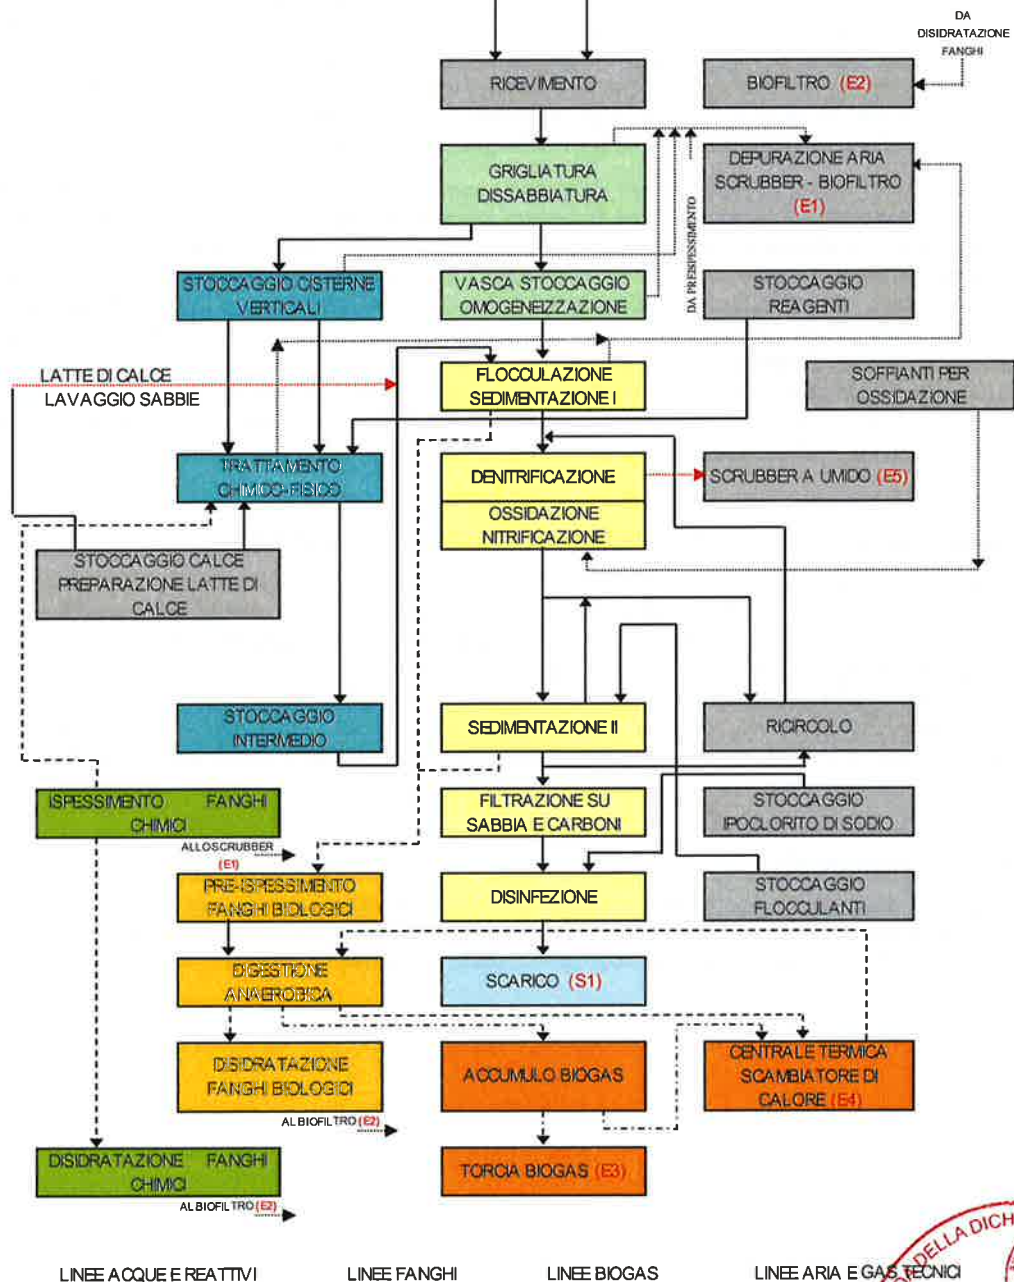 DA
DISIDRATAZIONE
FANGHI
RICEVIMENTO
BIOFILTRO (E2)
GRIGLIATURA
DISSABBIATURA
DEPURAZIONE ARIA
SCRUBBER - BIOFILTRO
(E1)
DA PREISPESSIMENTO
STOCCAGGIO CISTERNE
VERTICALI
VASCA STOCCAGGIO
OMOGENEIZZAZIONE
STOCCAGGIO
REAGENTI
LATTE DI CALCE
LAVAGGIO SABBIE
FLOCCULAZIONE
SEDIMENTAZIONE I
SOFFIANTI PER
OSSIDAZIONE
TRATTAMENTO
CHIMICO-FISICO
DENITRIFICAZIONE
SCRUBBER A UMIDO (E5)
OSSIDAZIONE
NITRIFICAZIONE
STOCCAGGIO CALCE
PREPARAZIONE LATTE DI
CALCE
STOCCAGGIO
INTERMEDIO
SEDIMENTAZIONE II
RICIRCOLO
ISPESSIMENTO FANGHI
CHIMICI
FILTRAZIONE SU
SABBIA E CARBONI
STOCCAGGIO
IPOCLORITO DI SODIO
ALLO SCRUBBER
(E1)
PRE-ISPESSIMENTO
FANGHI BIOLOGICI
DISINFEZIONE
STOCCAGGIO
FLOCCULANTI
DIGESTIONE
ANAEROBICA
SCARICO (S1)
DISIDRATAZIONE
FANGHI BIOLOGICI
ACCUMULO BIOGAS
CENTRALE TERMICA
SCAMBIATORE DI
CALORE (E4)
AL BIOFILTRO (E2)
DISIDRATAZIONE FANGHI
CHIMICI
TORCIA BIOGAS (E3)
AL BIOFILTRO (E2)
DELLA DICH
LINEE ACQUE E REATTIVI
LINEE FANGHI
LINEE BIOGAS
LINEE ARIA E GAS TECNICI